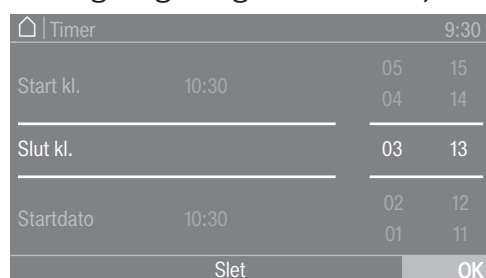 Timer 9:30
05 15
Start kl. 10:30
04 14
Slut kl. 03 13
02 12
Startdato 10:30
01 11
Slet OK